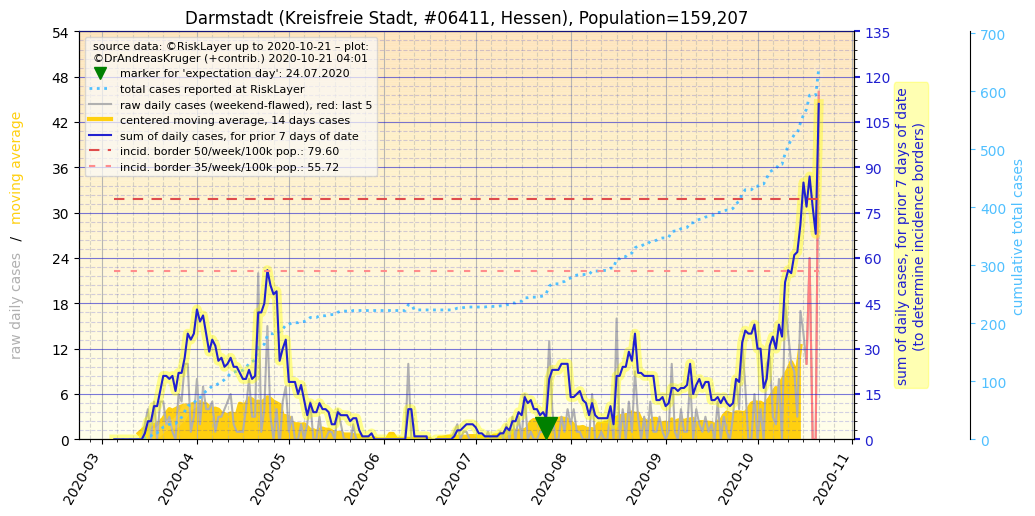 Darmstadt (Kreisfreie Stadt, #06411, Hessen), Population=159,207
source data: ©RiskLayer up to 2020-10-21 – plot:
©DrAndreasKruger (+contrib.) 2020-10-21 04:01
marker for 'expectation day': 24.07.2020
total cases reported at RiskLayer
raw daily cases (weekend-flawed), red: last 5
centered moving average, 14 days cases
sum of daily cases, for prior 7 days of date
incid. border 50/week/100k pop.: 79.60
incid. border 35/week/100k pop.: 55.72
raw daily cases / moving average
54
48
42
36
30
24
18
12
6
0
2020-03
2020-04
2020-05
2020-06
2020-07
2020-08
2020-09
2020-10
2020-11
135
120
105
90
75
60
45
30
15
0
sum of daily cases, for prior 7 days of date
(to determine incidence borders)
700
600
500
400
300
200
100
0
cumulative total cases